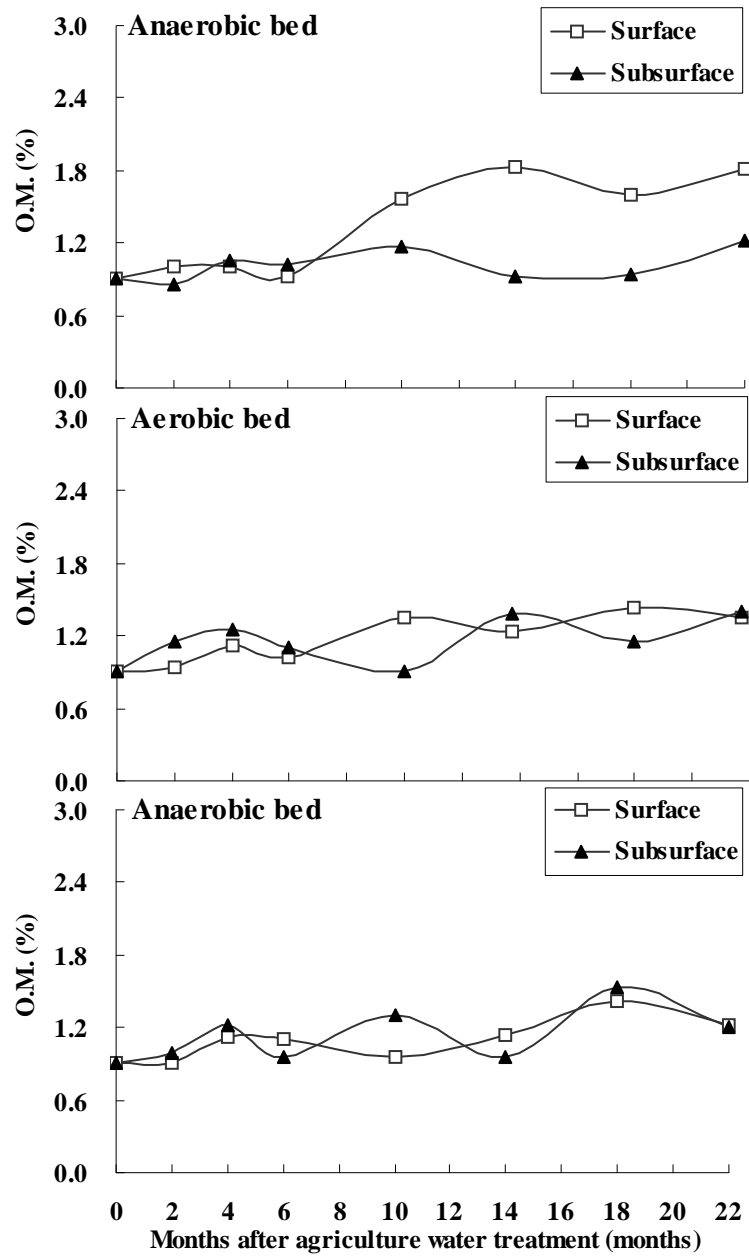 Anaerobic bed
Surface
Subsurface
O.M. (%)
3.0
2.4
1.8
1.2
0.6
0.0
Aerobic bed
Surface
Subsurface
O.M. (%)
3.0
2.4
1.8
1.2
0.6
0.0
Anaerobic bed
Surface
Subsurface
O.M. (%)
3.0
2.4
1.8
1.2
0.6
0.0
0 2 4 6 8 10 12 14 16 18 20 22
Months after agriculture water treatment (months)